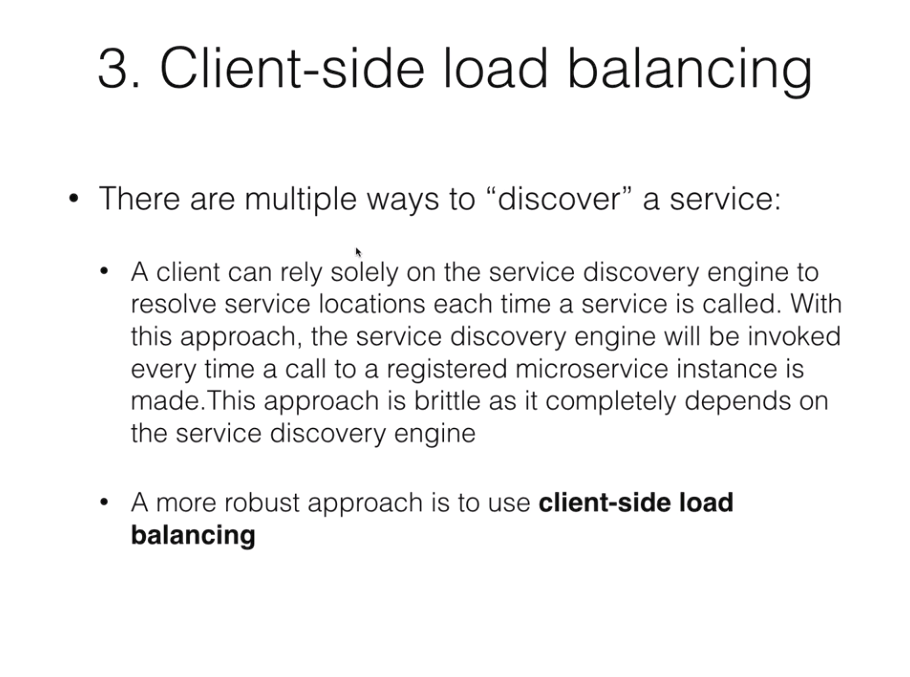 3. Client-side load balancing
• There are multiple ways to “discover” a service:
• A client can rely solely on the service discovery engine to
resolve service locations each time a service is called. With
this approach, the service discovery engine will be invoked
every time a call to a registered microservice instance is
made.This approach is brittle as it completely depends on
the service discovery engine
• A more robust approach is to use client-side load
balancing